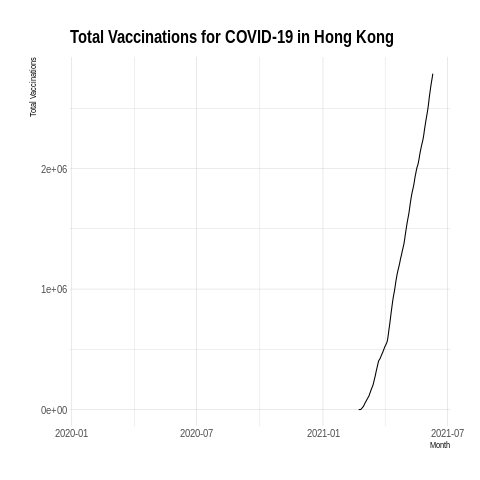 Total Vaccinations for COVID-19 in Hong Kong
Total Vaccinations
2e+06
1e+06
0e+00
2020-01 2020-07 2021-01 2021-07
Month